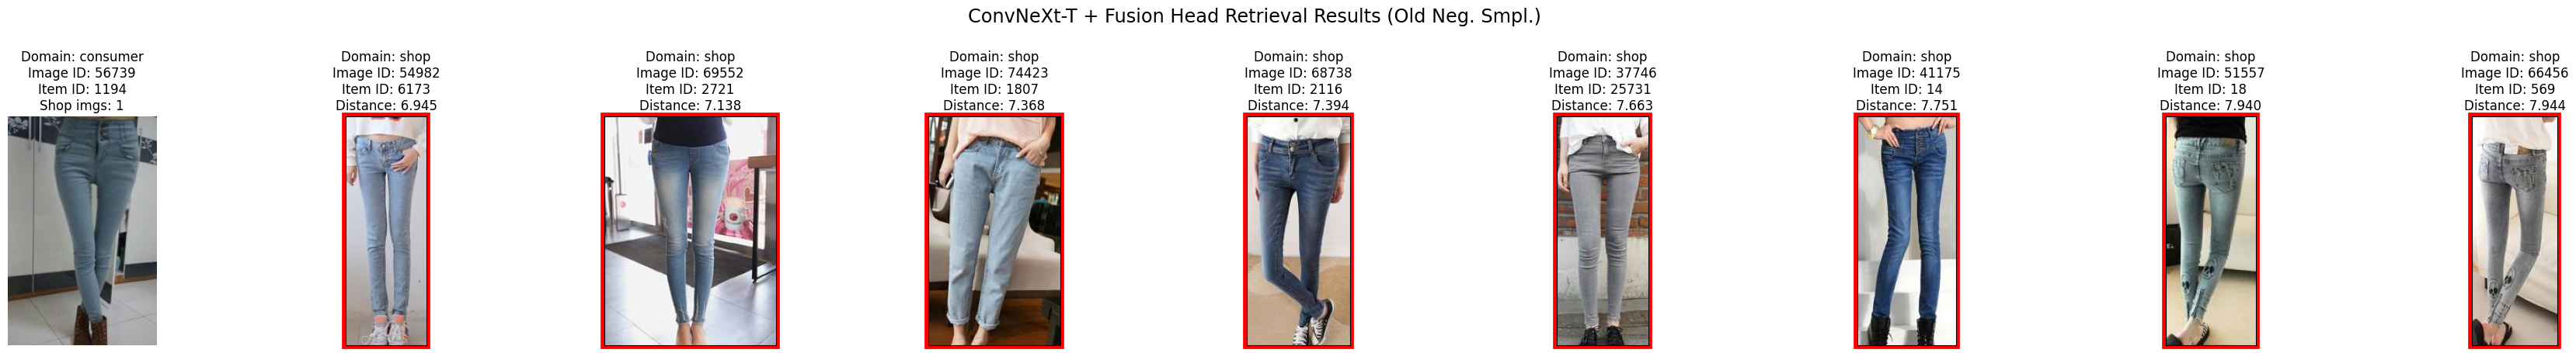 ConvNeXt-T + Fusion Head Retrieval Results (Old Neg. Smpl.)
Domain: consumer
Image ID: 56739
Item ID: 1194
Shop imgs: 1
Domain: shop
Image ID: 54982
Item ID: 6173
Distance: 6.945
Domain: shop
Image ID: 69552
Item ID: 2721
Distance: 7.138
Domain: shop
Image ID: 74423
Item ID: 1807
Distance: 7.368
Domain: shop
Image ID: 68738
Item ID: 2116
Distance: 7.394
Domain: shop
Image ID: 37746
Item ID: 25731
Distance: 7.663
Domain: shop
Image ID: 41175
Item ID: 14
Distance: 7.751
Domain: shop
Image ID: 51557
Item ID: 18
Distance: 7.940
Domain: shop
Image ID: 66456
Item ID: 569
Distance: 7.944